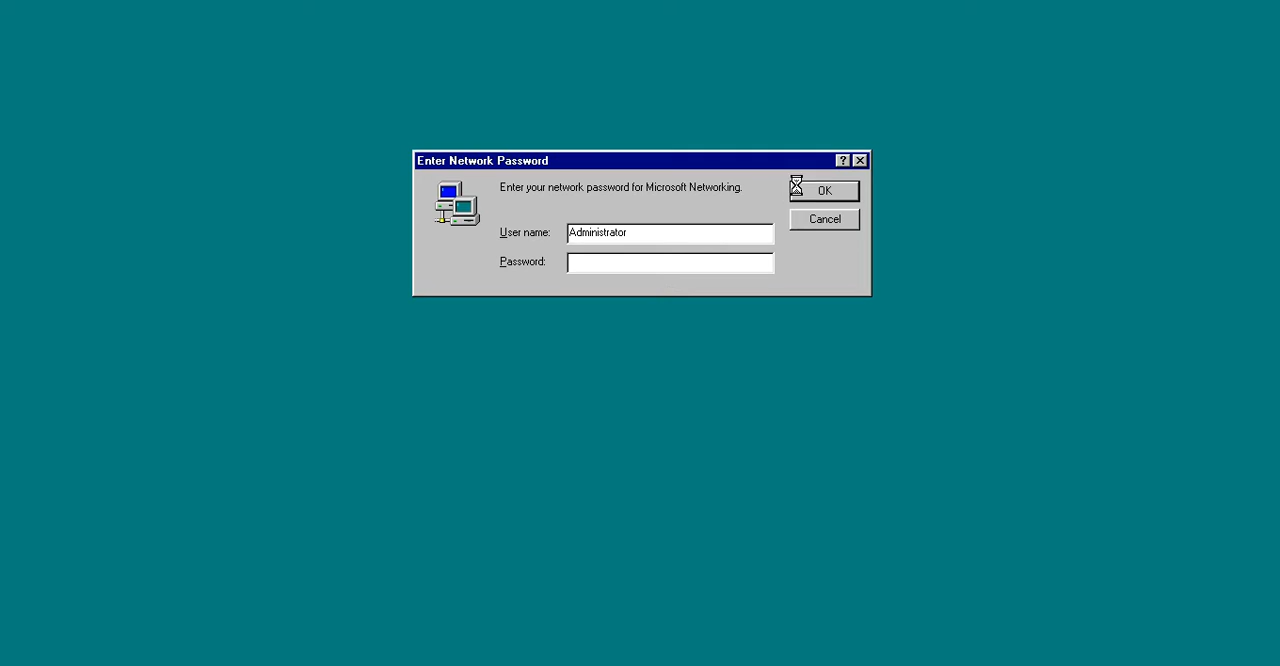 Enter Network Password ?
Enter your network password for Microsoft Networking.
OK
Cancel
User name: Administrator
Password: